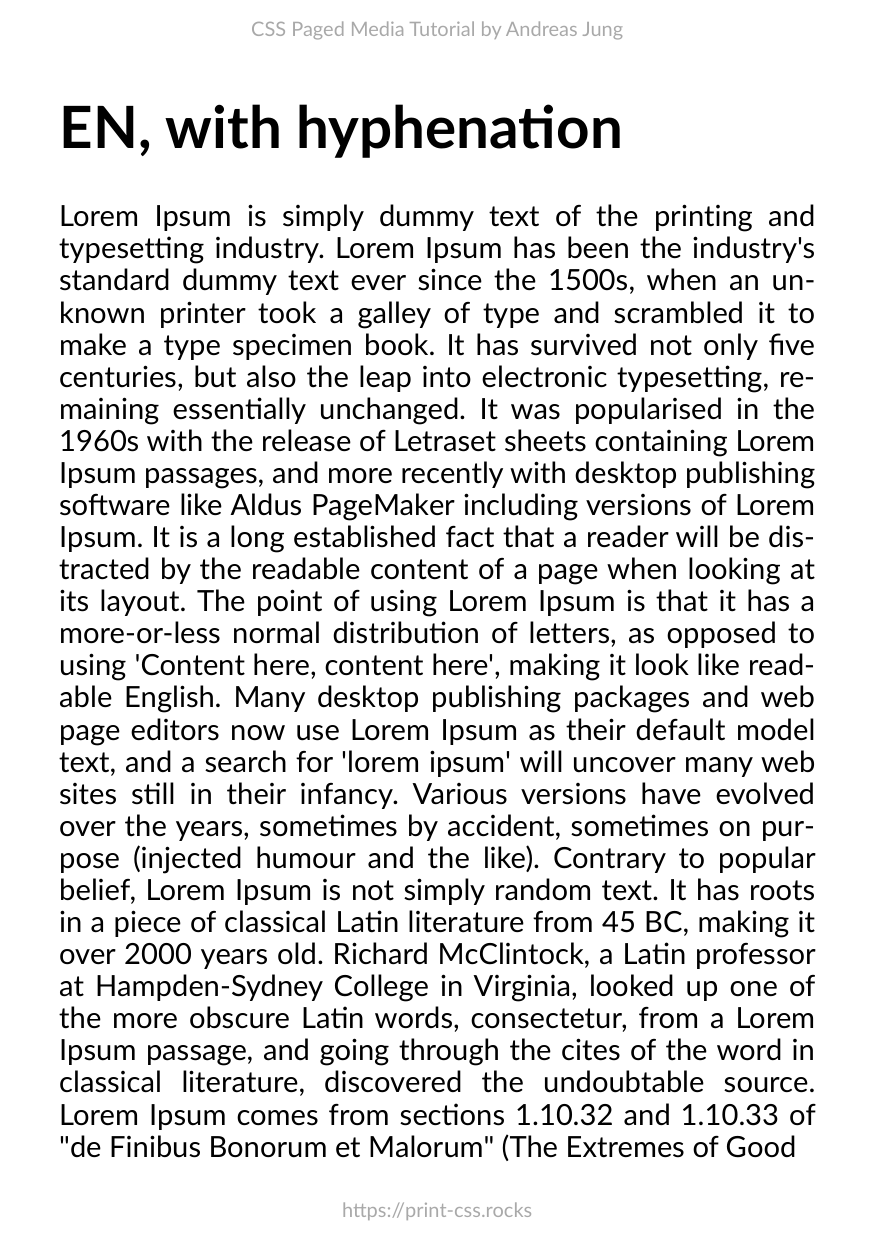 CSS Paged Media Tutorial by Andreas Jung
EN, with hyphenation
Lorem Ipsum is simply dummy text of the printing and
typesetting industry. Lorem Ipsum has been the industry's
standard dummy text ever since the 1500s, when an un-
known printer took a galley of type and scrambled it to
make a type specimen book. It has survived not only five
centuries, but also the leap into electronic typesetting, re-
maining essentially unchanged. It was popularised in the
1960s with the release of Letraset sheets containing Lorem
Ipsum passages, and more recently with desktop publishing
software like Aldus PageMaker including versions of Lorem
Ipsum. It is a long established fact that a reader will be dis-
tracted by the readable content of a page when looking at
its layout. The point of using Lorem Ipsum is that it has a
more-or-less normal distribution of letters, as opposed to
using 'Content here, content here', making it look like read-
able English. Many desktop publishing packages and web
page editors now use Lorem Ipsum as their default model
text, and a search for 'lorem ipsum' will uncover many web
sites still in their infancy. Various versions have evolved
over the years, sometimes by accident, sometimes on pur-
pose (injected humour and the like). Contrary to popular
belief, Lorem Ipsum is not simply random text. It has roots
in a piece of classical Latin literature from 45 BC, making it
over 2000 years old. Richard McClintock, a Latin professor
at Hampden-Sydney College in Virginia, looked up one of
the more obscure Latin words, consectetur, from a Lorem
Ipsum passage, and going through the cites of the word in
classical literature, discovered the undoubtable source.
Lorem Ipsum comes from sections 1.10.32 and 1.10.33 of
"de Finibus Bonorum et Malorum" (The Extremes of Good
https://print-css.rocks